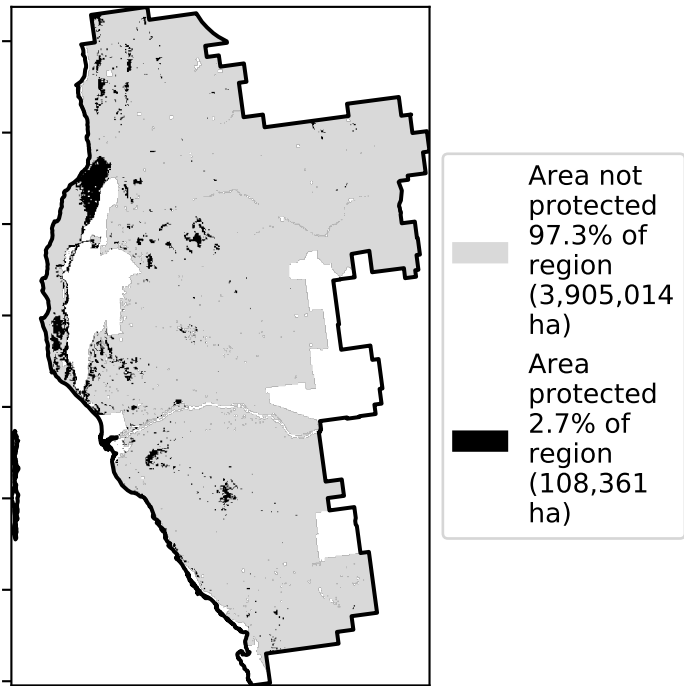 Area not
protected
97.3% of
region
(3,905,014
ha)
Area
protected
2.7% of
region
(108,361
ha)